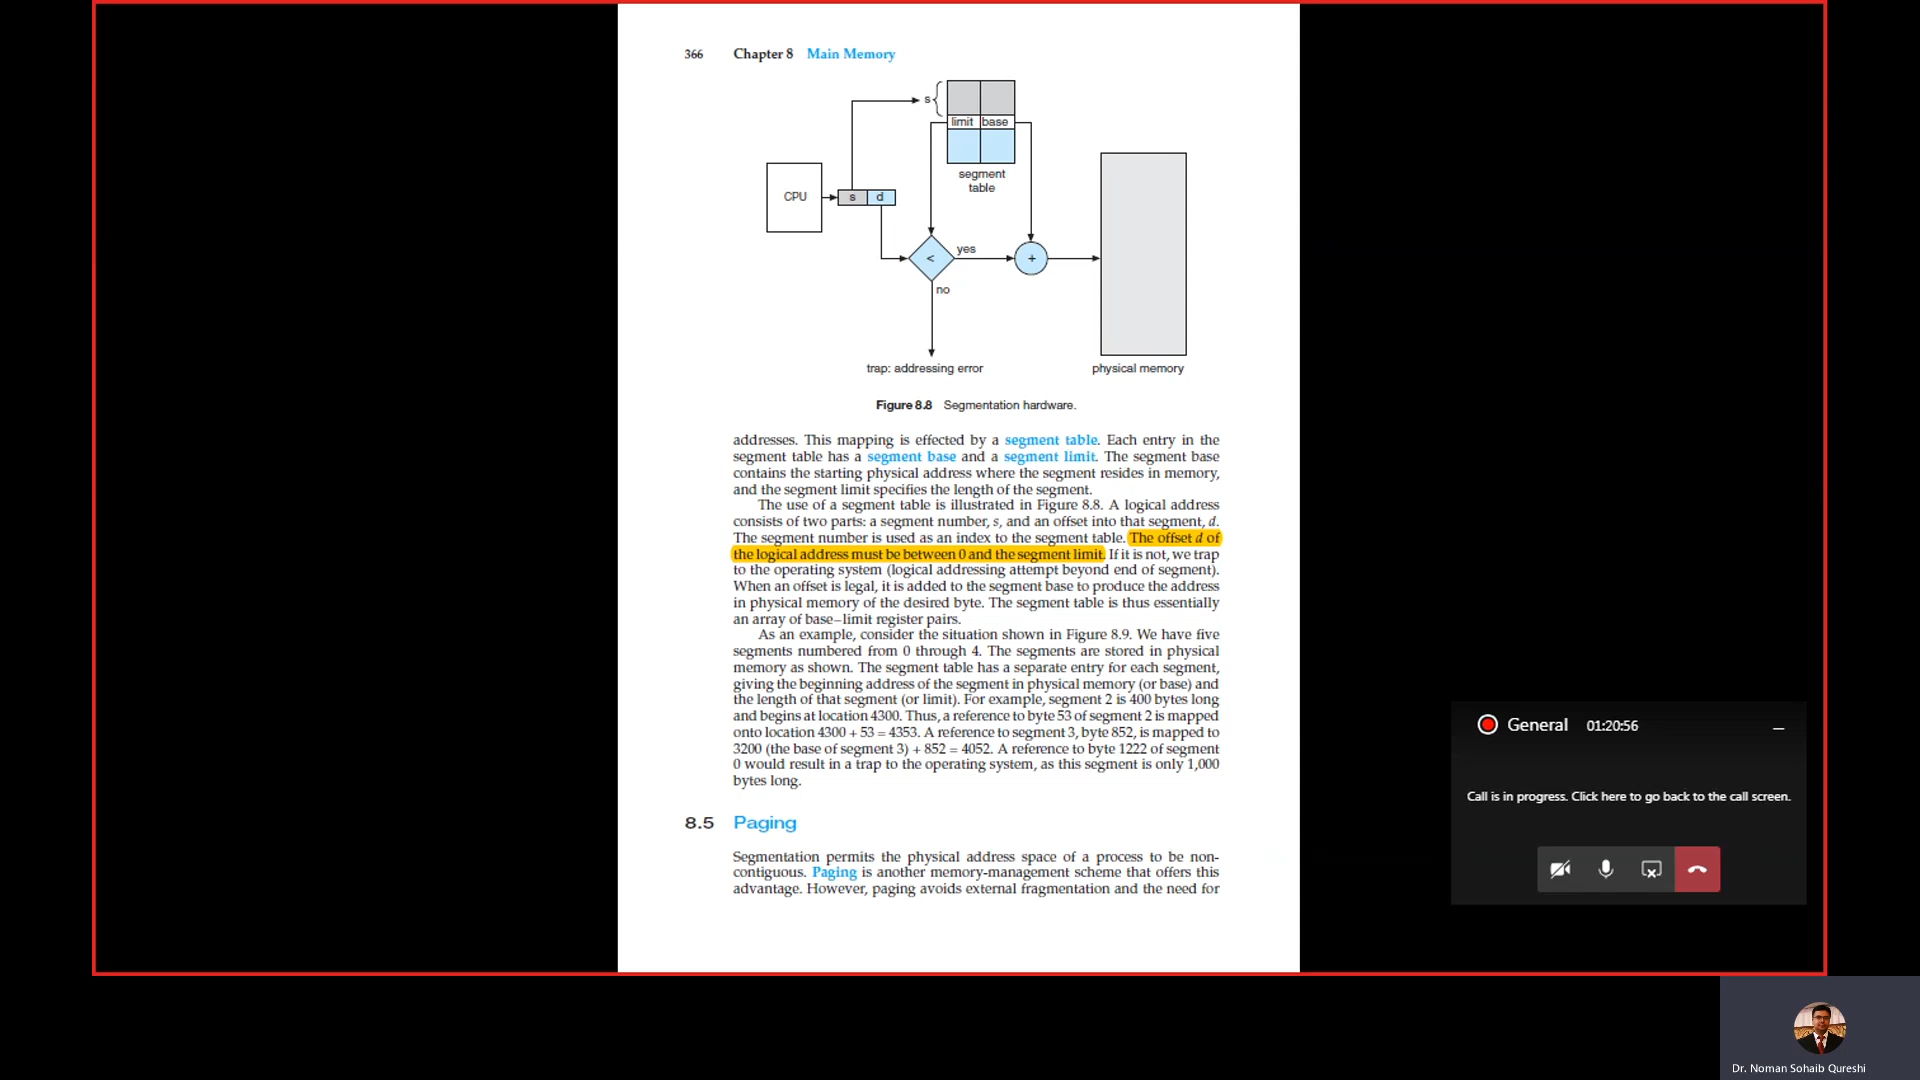 366 Chapter 8 Main Memory
s
limit base
segment
table
CPU
s d
<
yes
+
no
trap: addressing error
physical memory
Figure 8.8 Segmentation hardware.
addresses. This mapping is effected by a segment table. Each entry in the
segment table has a segment base and a segment limit. The segment base
contains the starting physical address where the segment resides in memory,
and the segment limit specifies the length of the segment.
The use of a segment table is illustrated in Figure 8.8. A logical address
consists of two parts: a segment number, s, and an offset into that segment, d.
The segment number is used as an index to the segment table. The offset d of
the logical address must be between 0 and the segment limit. If it is not, we trap
to the operating system (logical addressing attempt beyond end of segment).
When an offset is legal, it is added to the segment base to produce the address
in physical memory of the desired byte. The segment table is thus essentially
an array of base–limit register pairs.
As an example, consider the situation shown in Figure 8.9. We have five
segments numbered from 0 through 4. The segments are stored in physical
memory as shown. The segment table has a separate entry for each segment,
giving the beginning address of the segment in physical memory (or base) and
the length of that segment (or limit). For example, segment 2 is 400 bytes long
and begins at location 4300. Thus, a reference to byte 53 of segment 2 is mapped
onto location 4300 + 53 = 4353. A reference to segment 3, byte 852, is mapped to
3200 (the base of segment 3) + 852 = 4052. A reference to byte 1222 of segment
0 would result in a trap to the operating system, as this segment is only 1,000
bytes long.
8.5 Paging
Segmentation permits the physical address space of a process to be non-
contiguous. Paging is another memory-management scheme that offers this
advantage. However, paging avoids external fragmentation and the need for
General 01:20:56
Call is in progress. Click here to go back to the call screen.
Dr. Noman Sohaib Qureshi